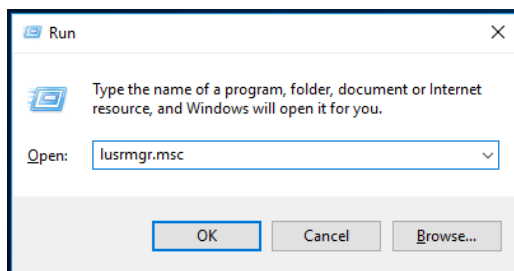 Run
Type the name of a program, folder, document or Internet
resource, and Windows will open it for you.
Open: lusrmgr.msc
OK Cancel Browse...